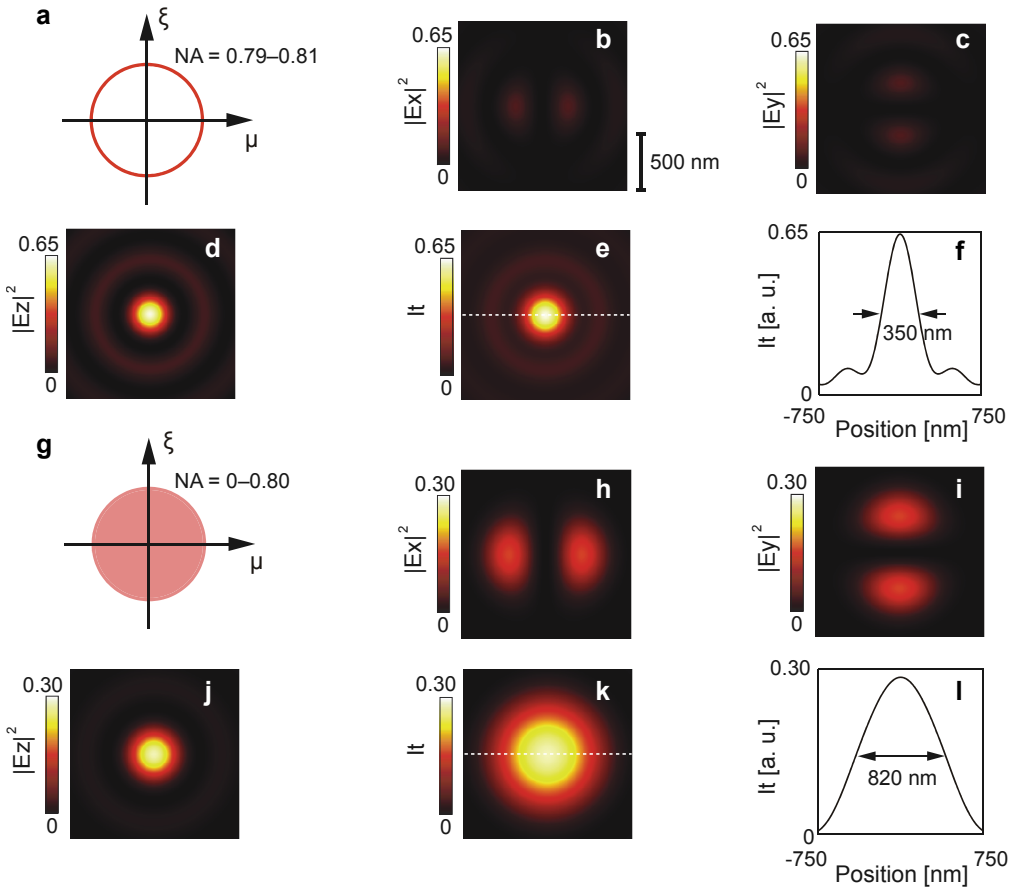 a
ξ
NA = 0.79–0.81
μ
b
0.65
|Ex|²
0
500 nm
c
0.65
|Ey|²
0
d
0.65
|Ez|²
0
e
0.65
It
0
f
0.65
It [a. u.]
350 nm
0
-750
750
Position [nm]
g
ξ
NA = 0–0.80
μ
h
0.30
|Ex|²
0
i
0.30
|Ey|²
0
j
0.30
|Ez|²
0
k
0.30
It
0
l
0.30
It [a. u.]
820 nm
0
-750
750
Position [nm]